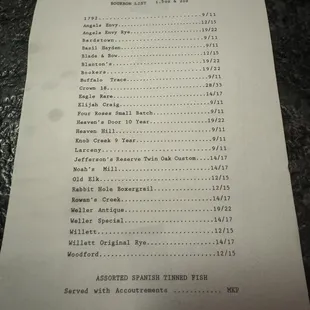 BOURBON LIST 1.5oz & 2oz
1792..........9/11
Angels Envy..........12/15
Angels Envy Rye..........19/22
Bardstown..........9/11
Basil Hayden..........9/11
Blade & Bow..........12/15
Blanton's..........19/22
Bookers..........19/22
Buffalo Trace..........9/11
Crown 18..........28/33
Eagle Rare..........14/17
Elijah Craig..........9/11
Four Roses Small Batch..........9/11
Heaven's Door 10 Year..........19/22
Heaven Hill..........9/11
Knob Creek 9 Year..........9/11
Larceny..........9/11
Jefferson's Reserve Twin Oak Custom....14/17
Noah's Mill..........14/17
Old Elk..........12/15
Rabbit Hole Boxergrail..........12/15
Rowan's Creek..........14/17
Weller Antique..........19/22
Weller Special..........14/17
Willett..........12/15
Willett Original Rye..........14/17
Woodford..........12/15
ASSORTED SPANISH TINNED FISH
Served with Accoutrements ............ MKP